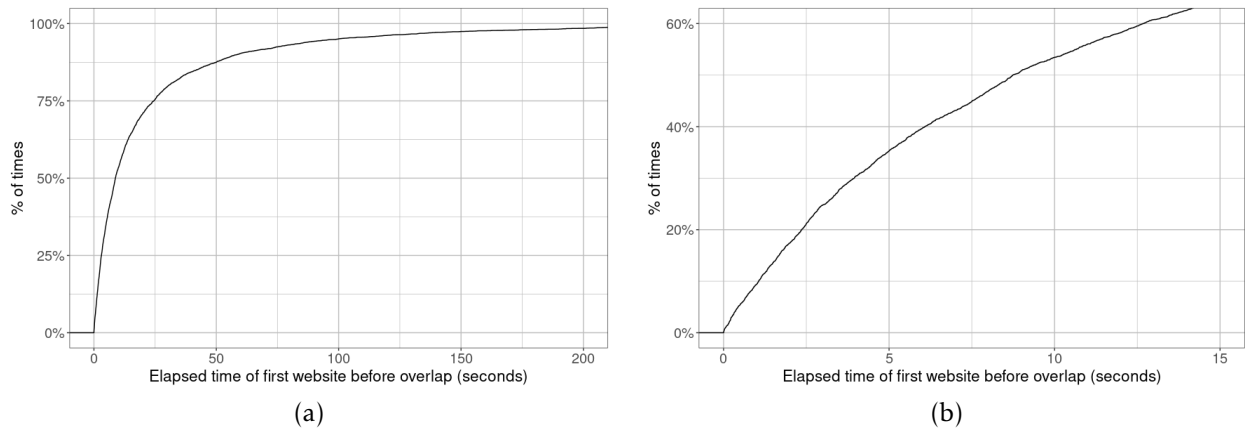 100%
75%
50%
25%
0%
% of times
0 50 100 150 200
Elapsed time of first website before overlap (seconds)
(a)
60%
40%
20%
0%
% of times
0 5 10 15
Elapsed time of first website before overlap (seconds)
(b)